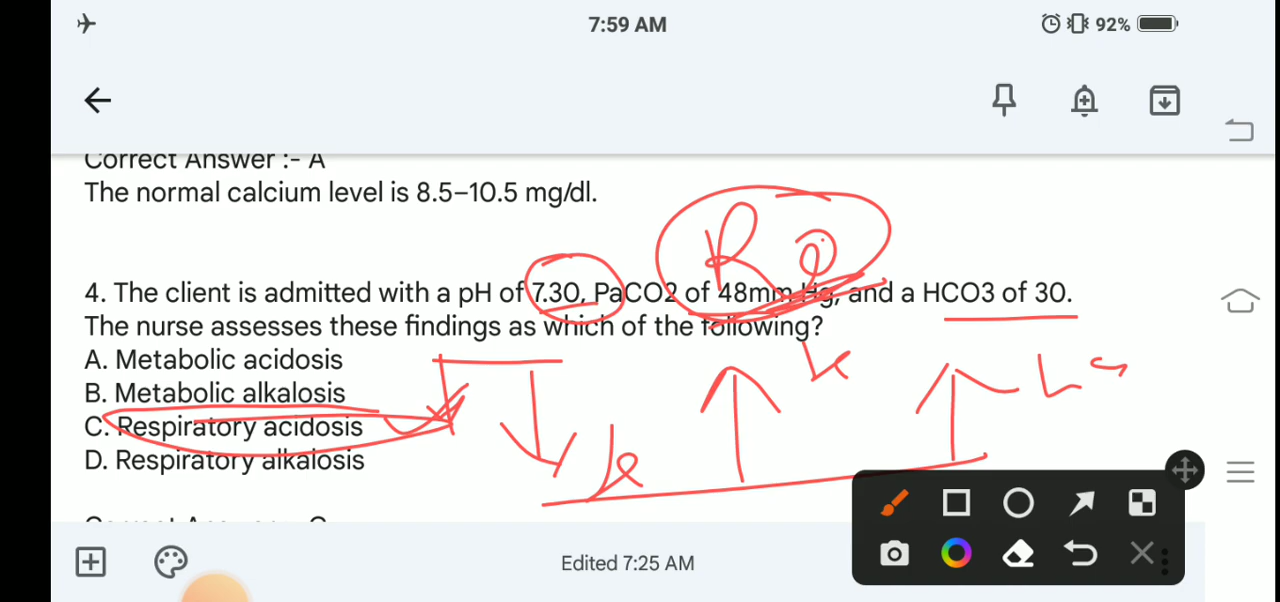 7:59 AM
92%
Correct Answer :- A
The normal calcium level is 8.5–10.5 mg/dl.
4. The client is admitted with a pH of 7.30, PaCO2 of 48mm Hg, and a HCO3 of 30.
The nurse assesses these findings as which of the following?
A. Metabolic acidosis
B. Metabolic alkalosis
C. Respiratory acidosis
D. Respiratory alkalosis
Edited 7:25 AM